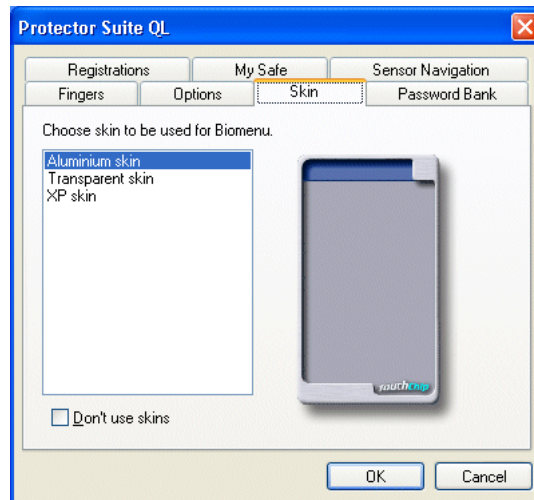 Protector Suite QL
Registrations My Safe Sensor Navigation
Fingers Options Skin Password Bank
Choose skin to be used for Biomenu.
Aluminium skin
Transparent skin
XP skin
touchchip
Don't use skins
OK Cancel